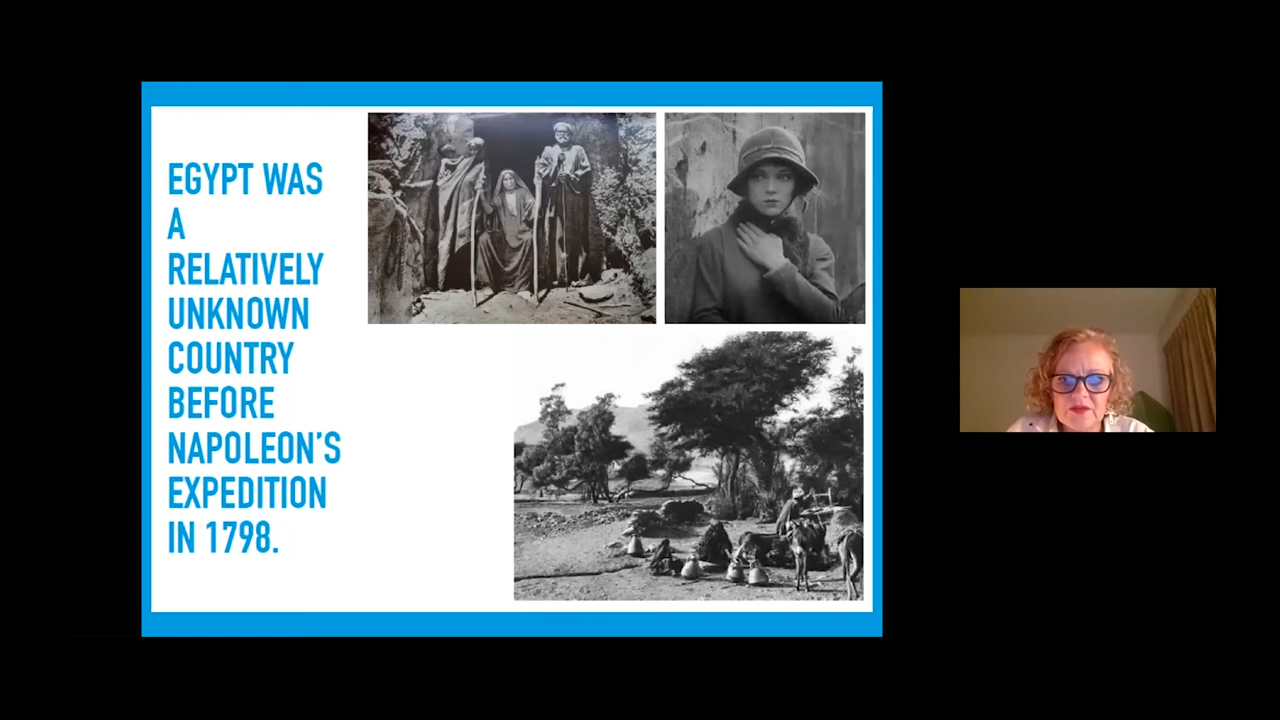 EGYPT WAS
A
RELATIVELY
UNKNOWN
COUNTRY
BEFORE
NAPOLEON'S
EXPEDITION
IN 1798.